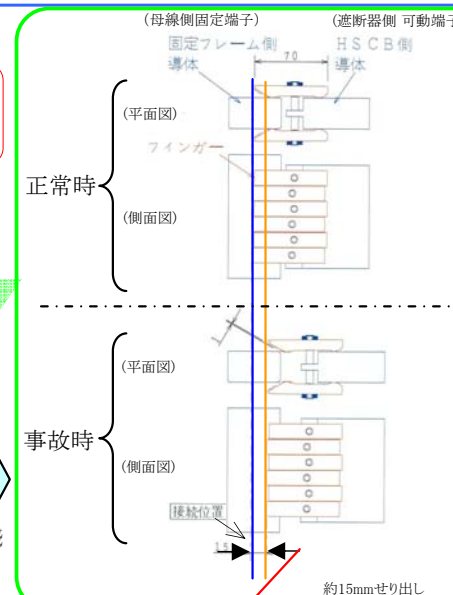 (母線側固定端子)
(遮断器側 可動端子
固定フレーム側
導体
70
HSCB側
導体
(平面図)
フィンガー
正常時
(側面図)
(平面図)
事故時
(側面図)
接続位置
15
約15mmせり出し